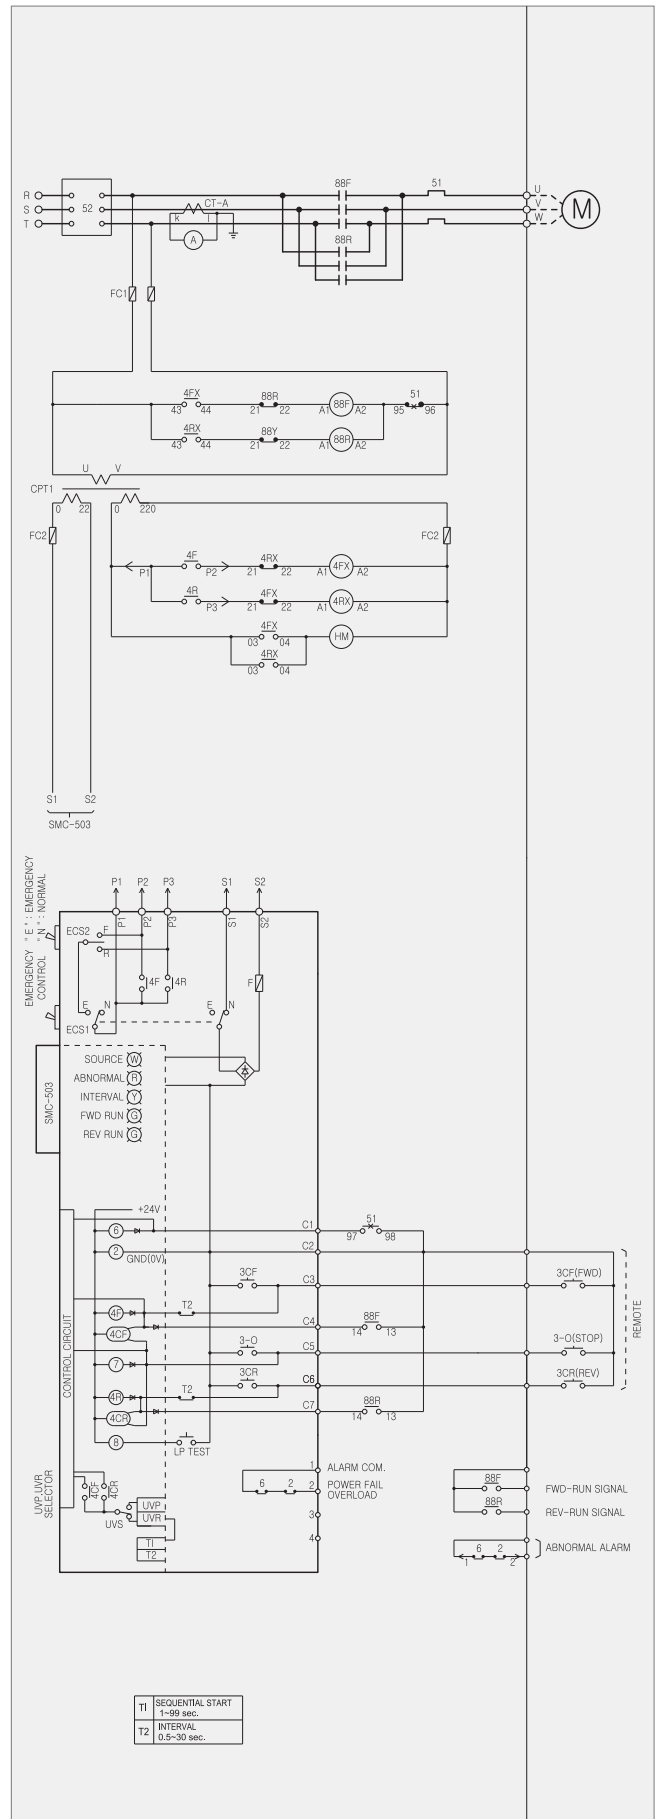 R
S
T
52
CT-A
k
l
A
88F
88R
51
U
V
W
M
FC1
4FX
43 44
88R
21 22
88F
A1 A2
51
95 96
4RX
43 44
88Y
21 22
88R
A1 A2
U V
CPT1
0 22
0 220
FC2
FC2
P1
4F
P2
4RX
21 22
4FX
A1 A2
4R
P3
4FX
21 22
4RX
A1 A2
4FX
03 04
HM
4RX
03 04
S1 S2
SMC-503
EMERGENCY "E": EMERGENCY
CONTROL "N": NORMAL
P1 P2 P3 S1 S2
P1 P2 P3 S1 S2
ECS2
F
R
4F
4R
F
E N
E N
ECS1
SMC-503
SOURCE W
ABNORMAL R
INTERVAL Y
FWD RUN G
REV RUN G
+24V
6
2
GND(0V)
4F
4CF
7
4R
4CR
8
CONTROL CIRCUIT
T2
T2
3CF
3-O
3CR
LP TEST
C1
C2
C3
C4
C5
C6
C7
51
97 98
88F
14 13
88R
14 13
3CF(FWD)
3-O(STOP)
3CR(REV)
REMOTE
UVP,UVR
SELECTOR
4CF
4CR
UVS
UVP
UVR
T1
T2
6 2
1 ALARM COM.
2 POWER FAIL
OVERLOAD
3
4
88F
FWD-RUN SIGNAL
88R
REV-RUN SIGNAL
6 2
1 2
ABNORMAL ALARM
T1 SEQUENTIAL START
1~99 sec.
T2 INTERVAL
0.5~30 sec.